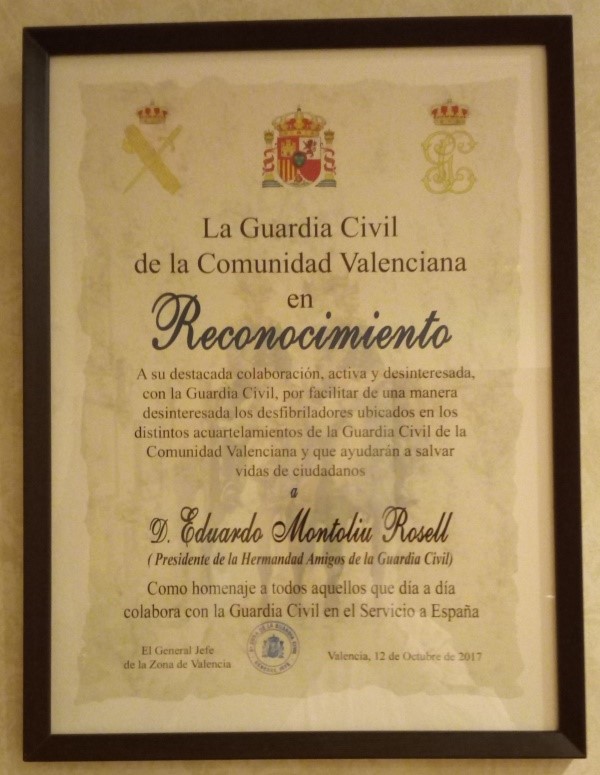 La Guardia Civil
de la Comunidad Valenciana
en
Reconocimiento
A su destacada colaboración, activa y desinteresada,
con la Guardia Civil, por facilitar de una manera
desinteresada los desfibriladores ubicados en los
distintos acuartelamientos de la Guardia Civil de la
Comunidad Valenciana y que ayudarán a salvar
vidas de ciudadanos
a
D. Eduardo Montoliu Rosell
(Presidente de la Hermandad Amigos de la Guardia Civil)
Como homenaje a todos aquellos que día a día
colabora con la Guardia Civil en el Servicio a España
El General Jefe
de la Zona de Valencia
Valencia, 12 de Octubre de 2017